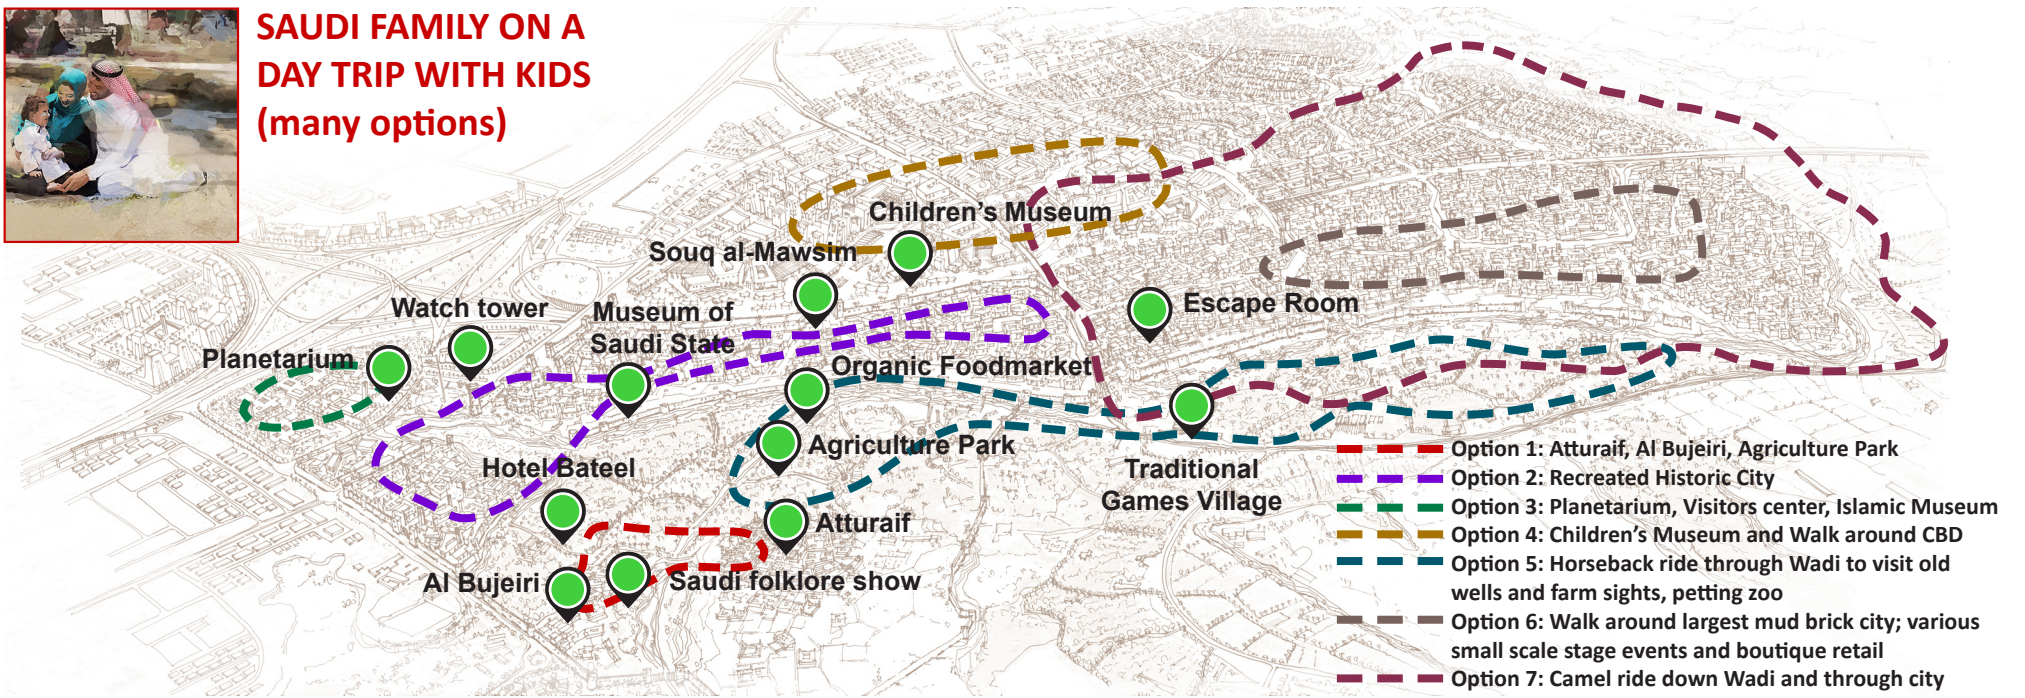 SAUDI FAMILY ON A
DAY TRIP WITH KIDS
(many options)
Children's Museum
Souq al-Mawsim
Watch tower
Museum of
Saudi State
Escape Room
Planetarium
Organic Foodmarket
Agriculture Park
Hotel Bateel
Traditional
Games Village
Atturaif
Al Bujeiri
Saudi folklore show
Option 1: Atturaif, Al Bujeiri, Agriculture Park
Option 2: Recreated Historic City
Option 3: Planetarium, Visitors center, Islamic Museum
Option 4: Children's Museum and Walk around CBD
Option 5: Horseback ride through Wadi to visit old
wells and farm sights, petting zoo
Option 6: Walk around largest mud brick city; various
small scale stage events and boutique retail
Option 7: Camel ride down Wadi and through city